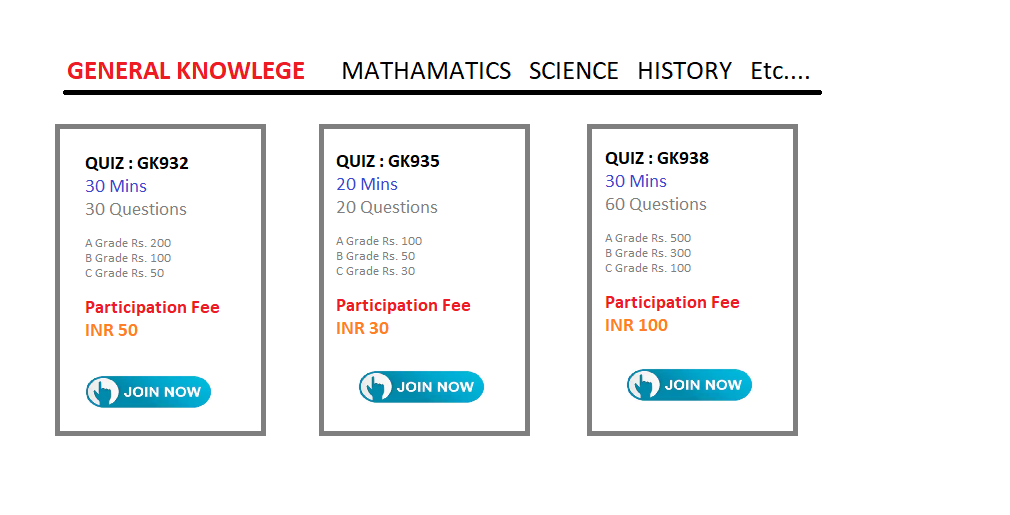 GENERAL KNOWLEGE MATHAMATICS SCIENCE HISTORY Etc....
QUIZ : GK932
30 Mins
30 Questions
A Grade Rs. 200
B Grade Rs. 100
C Grade Rs. 50
Participation Fee
INR 50
JOIN NOW
QUIZ : GK935
20 Mins
20 Questions
A Grade Rs. 100
B Grade Rs. 50
C Grade Rs. 30
Participation Fee
INR 30
JOIN NOW
QUIZ : GK938
30 Mins
60 Questions
A Grade Rs. 500
B Grade Rs. 300
C Grade Rs. 100
Participation Fee
INR 100
JOIN NOW